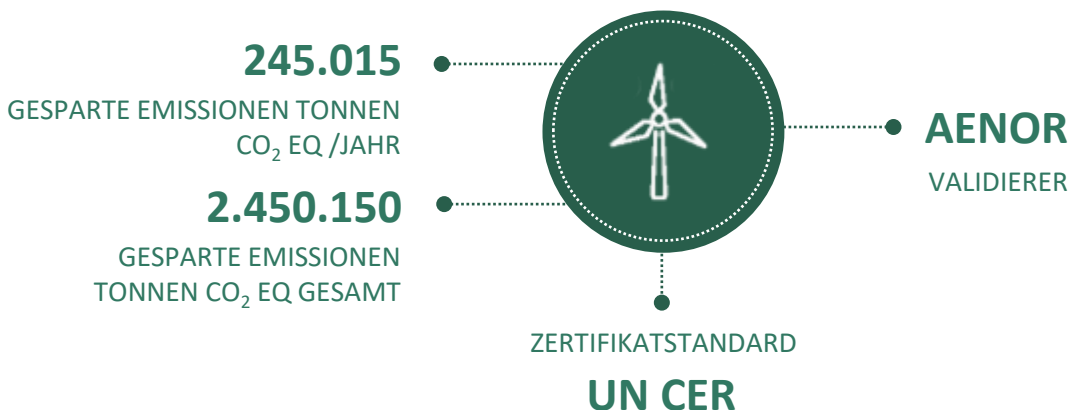 245.015
GESPARTE EMISSIONEN TONNEN
CO₂ EQ /JAHR
2.450.150
GESPARTE EMISSIONEN
TONNEN CO₂ EQ GESAMT
AENOR
VALIDIERER
ZERTIFIKATSTANDARD
UN CER